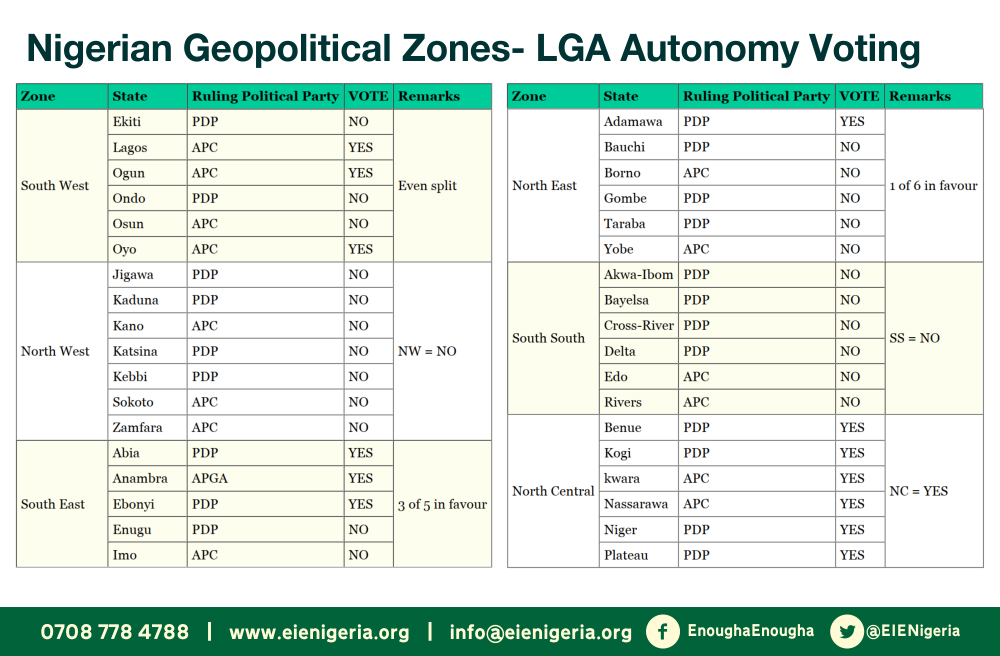 Nigerian Geopolitical Zones- LGA Autonomy Voting
Zone State Ruling Political Party VOTE Remarks
South West
Ekiti PDP NO
Lagos APC YES
Ogun APC YES
Ondo PDP NO
Osun APC NO
Oyo APC YES
Even split
North West
Jigawa PDP NO
Kaduna PDP NO
Kano APC NO
Katsina PDP NO
Kebbi PDP NO
Sokoto APC NO
Zamfara APC NO
NW = NO
South East
Abia PDP YES
Anambra APGA YES
Ebonyi PDP YES
Enugu PDP NO
Imo APC NO
3 of 5 in favour
Zone State Ruling Political Party VOTE Remarks
North East
Adamawa PDP YES
Bauchi PDP NO
Borno APC NO
Gombe PDP NO
Taraba PDP NO
Yobe APC NO
1 of 6 in favour
South South
Akwa-Ibom PDP NO
Bayelsa PDP NO
Cross-River PDP NO
Delta PDP NO
Edo APC NO
Rivers APC NO
SS = NO
North Central
Benue PDP YES
Kogi PDP YES
kwara APC YES
Nassarawa APC YES
Niger PDP YES
Plateau PDP YES
NC = YES
0708 778 4788 | www.eienigeria.org | info@eienigeria.org EnoughaEnougha @EIENigeria